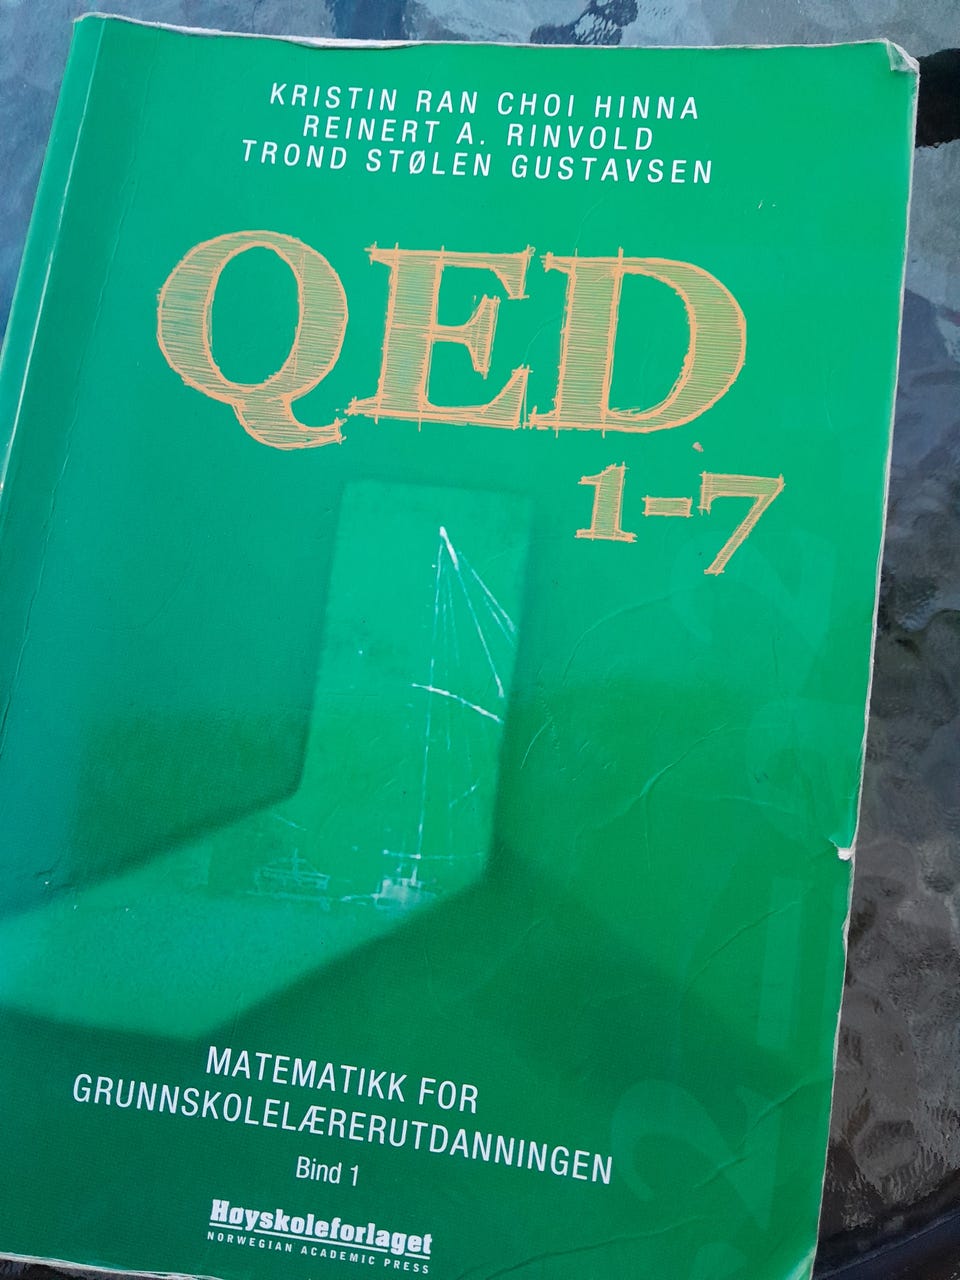 KRISTIN RAN CHOI HINNA
REINERT A. RINVOLD
TROND STØLEN GUSTAVSEN
QED
1-7
MATEMATIKK FOR
GRUNNSKOLELÆRERUTDANNINGEN
Bind 1
Høyskoleforlaget
NORWEGIAN ACADEMIC PRESS